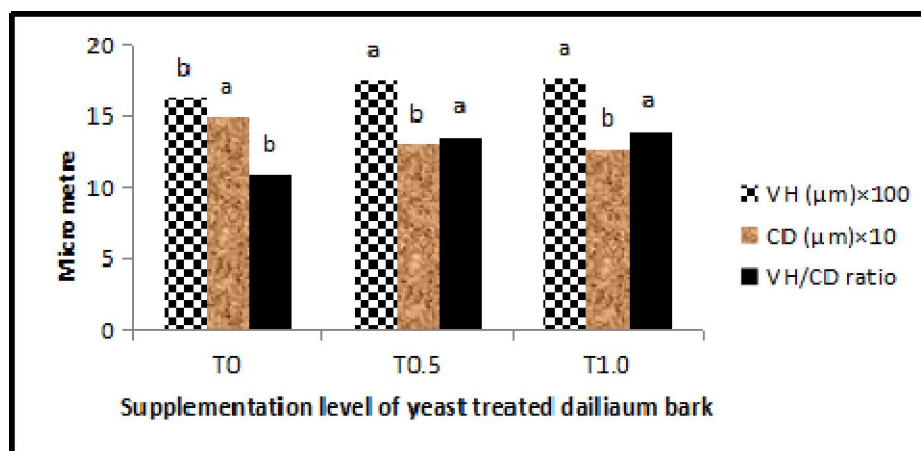 20
15
10
5
0
Micro metre
b a b
a b a
a b a
T0 T0.5 T1.0
Supplementation level of yeast treated dailiaum bark
VH (µm)×100
CD (µm)×10
VH/CD ratio